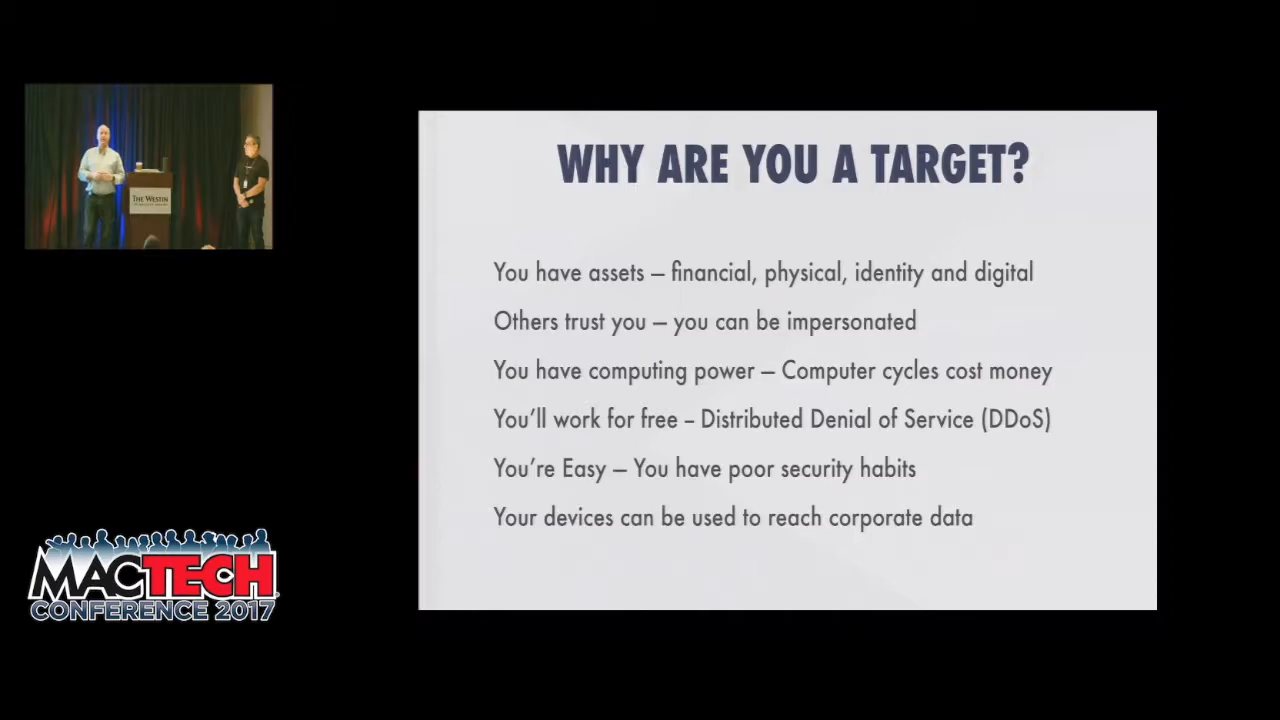 WHY ARE YOU A TARGET?
You have assets – financial, physical, identity and digital
Others trust you – you can be impersonated
You have computing power – Computer cycles cost money
You’ll work for free – Distributed Denial of Service (DDoS)
You’re Easy – You have poor security habits
Your devices can be used to reach corporate data
THE WESTIN
MACTECH
CONFERENCE 2017